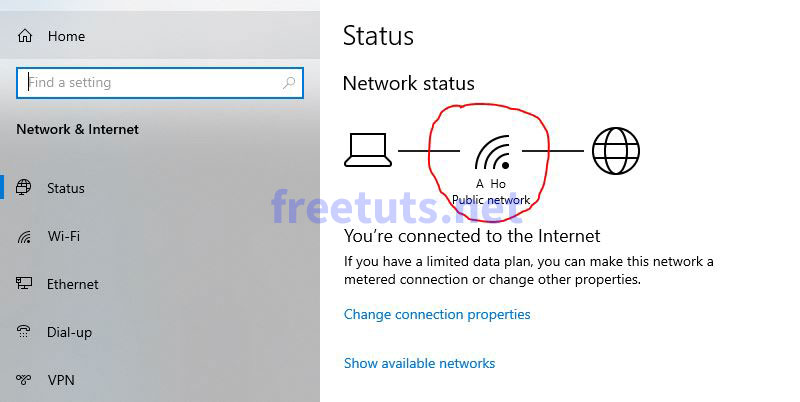 Home
Find a setting
Network & Internet
Status
Wi-Fi
Ethernet
Dial-up
VPN
Status
Network status
A Ho
Public network
freetuts.net
You're connected to the Internet
If you have a limited data plan, you can make this network a
metered connection or change other properties.
Change connection properties
Show available networks